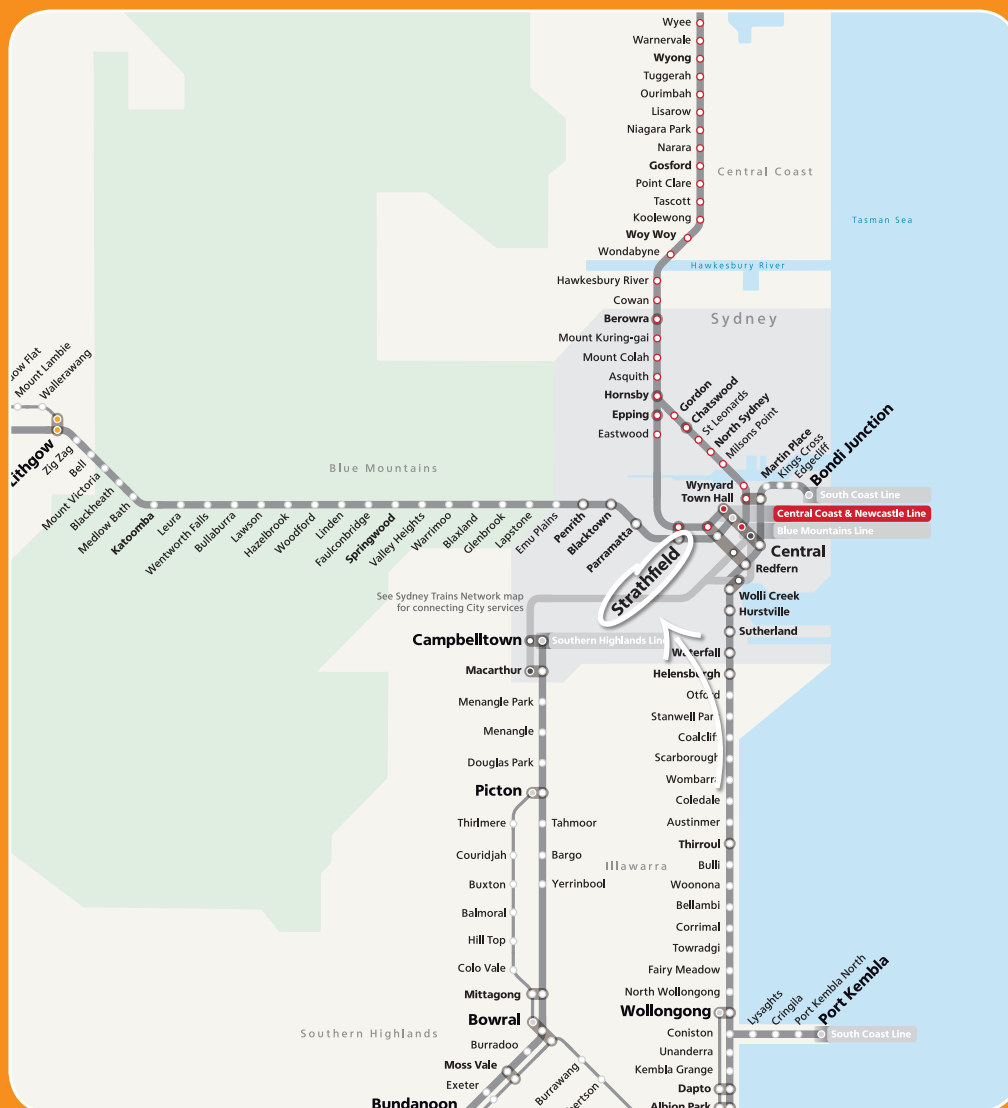 Wyee
Warnervale
Wyong
Tuggerah
Ourimbah
Lisarow
Niagara Park
Narara
Gosford
Central Coast
Point Clare
Tascott
Koolewong
Tasman Sea
Woy Woy
Wondabyne
Hawkesbury River
Hawkesbury River
Cowan
Berowra
Sydney
Mount Kuring-gai
Mount Colah
Asquith
Hornsby
Epping
Eastwood
Gordon
Chatswood
St Leonards
North Sydney
Milsons Point
Wynyard
Town Hall
Martin Place
Kings Cross
Edgecliff
Bondi Junction
South Coast Line
Central Coast & Newcastle Line
Blue Mountains Line
Central
Redfern
Mount Lambie
Wallerawang
Zig Zag
Bell
Mount Victoria
Blackheath
Medlow Bath
Katoomba
Leura
Wentworth Falls
Bullaburra
Lawson
Hazelbrook
Woodford
Linden
Faulconbridge
Springwood
Valley Heights
Warrimoo
Blaxland
Glenbrook
Lapstone
Emu Plains
Penrith
Blacktown
Parramatta
Strathfield
Blue Mountains
See Sydney Trains Network map
for connecting City services
Wolli Creek
Hurstville
Sutherland
Campbelltown
Southern Highlands Line
Waterfall
Macarthur
Helensburgh
Menangle Park
Otford
Menangle
Stanwell Park
Coalcliff
Douglas Park
Scarborough
Wombarra
Picton
Coledale
Thirlmere
Tahmoor
Austinmer
Thirroul
Couridjah
Bargo
Illawarra
Bulli
Buxton
Yerrinbool
Woonona
Balmoral
Bellambi
Corrimal
Hill Top
Towradgi
Colo Vale
Fairy Meadow
Mittagong
North Wollongong
Bowral
Wollongong
Lysaghts
Cringila
Port Kembla North
Port Kembla
South Coast Line
Southern Highlands
Coniston
Burradoo
Unanderra
Moss Vale
Kembla Grange
Exeter
Burrawang
Dapto
Bundanoon
Albion Park